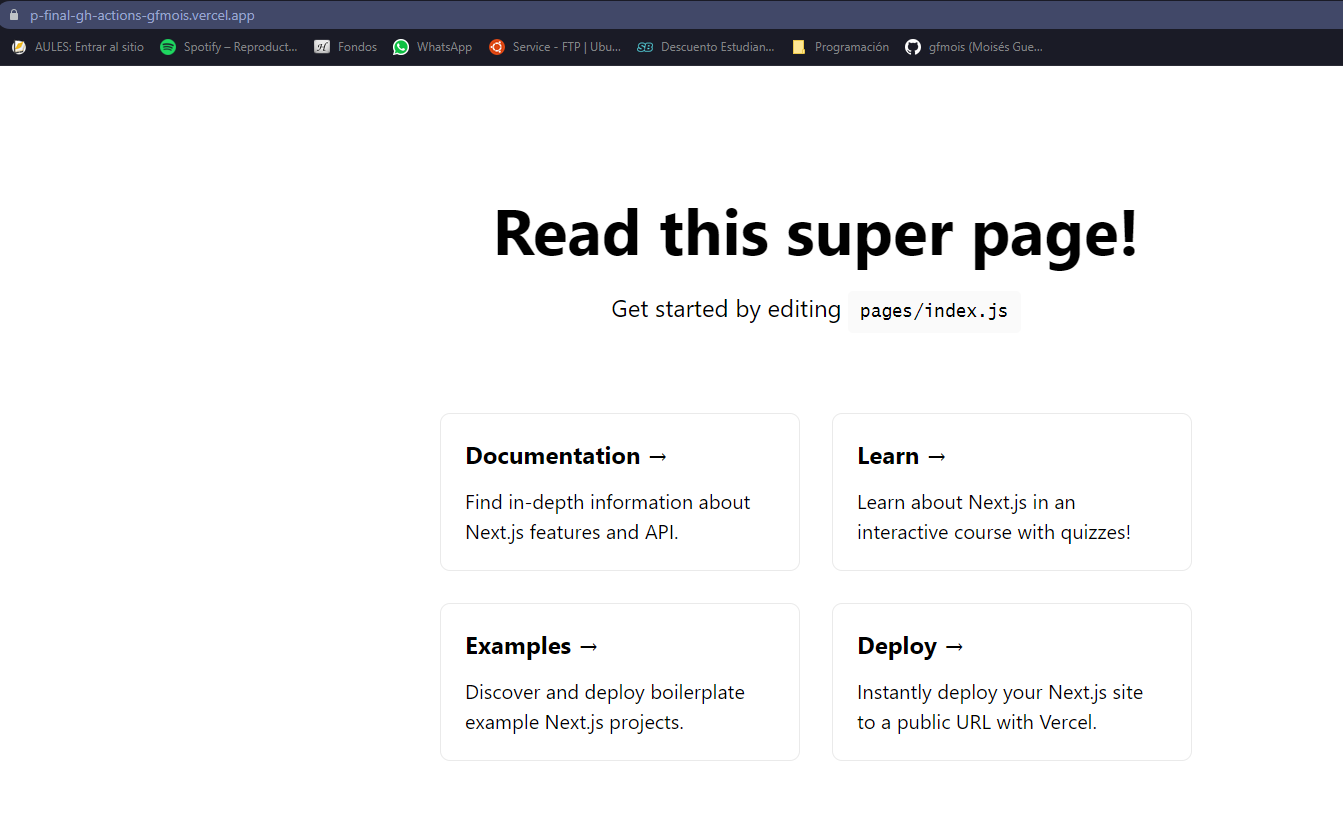 p-final-gh-actions-gfmois.vercel.app
AULES: Entrar al sitio Spotify – Reproduct... Fondos WhatsApp Service - FTP | Ubu... SB Descuento Estudian... Programación gfmois (Moisés Gue...
Read this super page!
Get started by editing pages/index.js
Documentation →
Find in-depth information about
Next.js features and API.
Learn →
Learn about Next.js in an
interactive course with quizzes!
Examples →
Discover and deploy boilerplate
example Next.js projects.
Deploy →
Instantly deploy your Next.js site
to a public URL with Vercel.